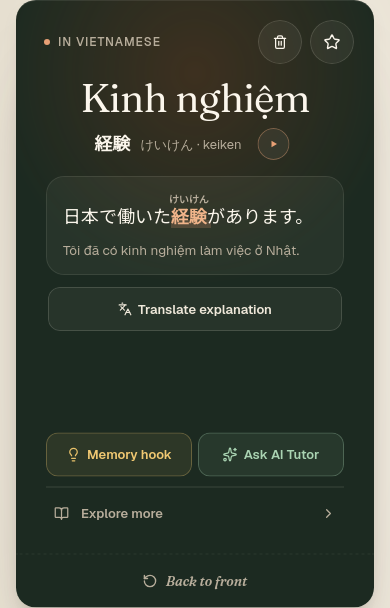 IN VIETNAMESE
Kinh nghiệm
経験 けいけん · keiken
けいけん
日本で働いた経験があります。
Tôi đã có kinh nghiệm làm việc ở Nhật.
Translate explanation
Memory hook
Ask AI Tutor
Explore more
Back to front